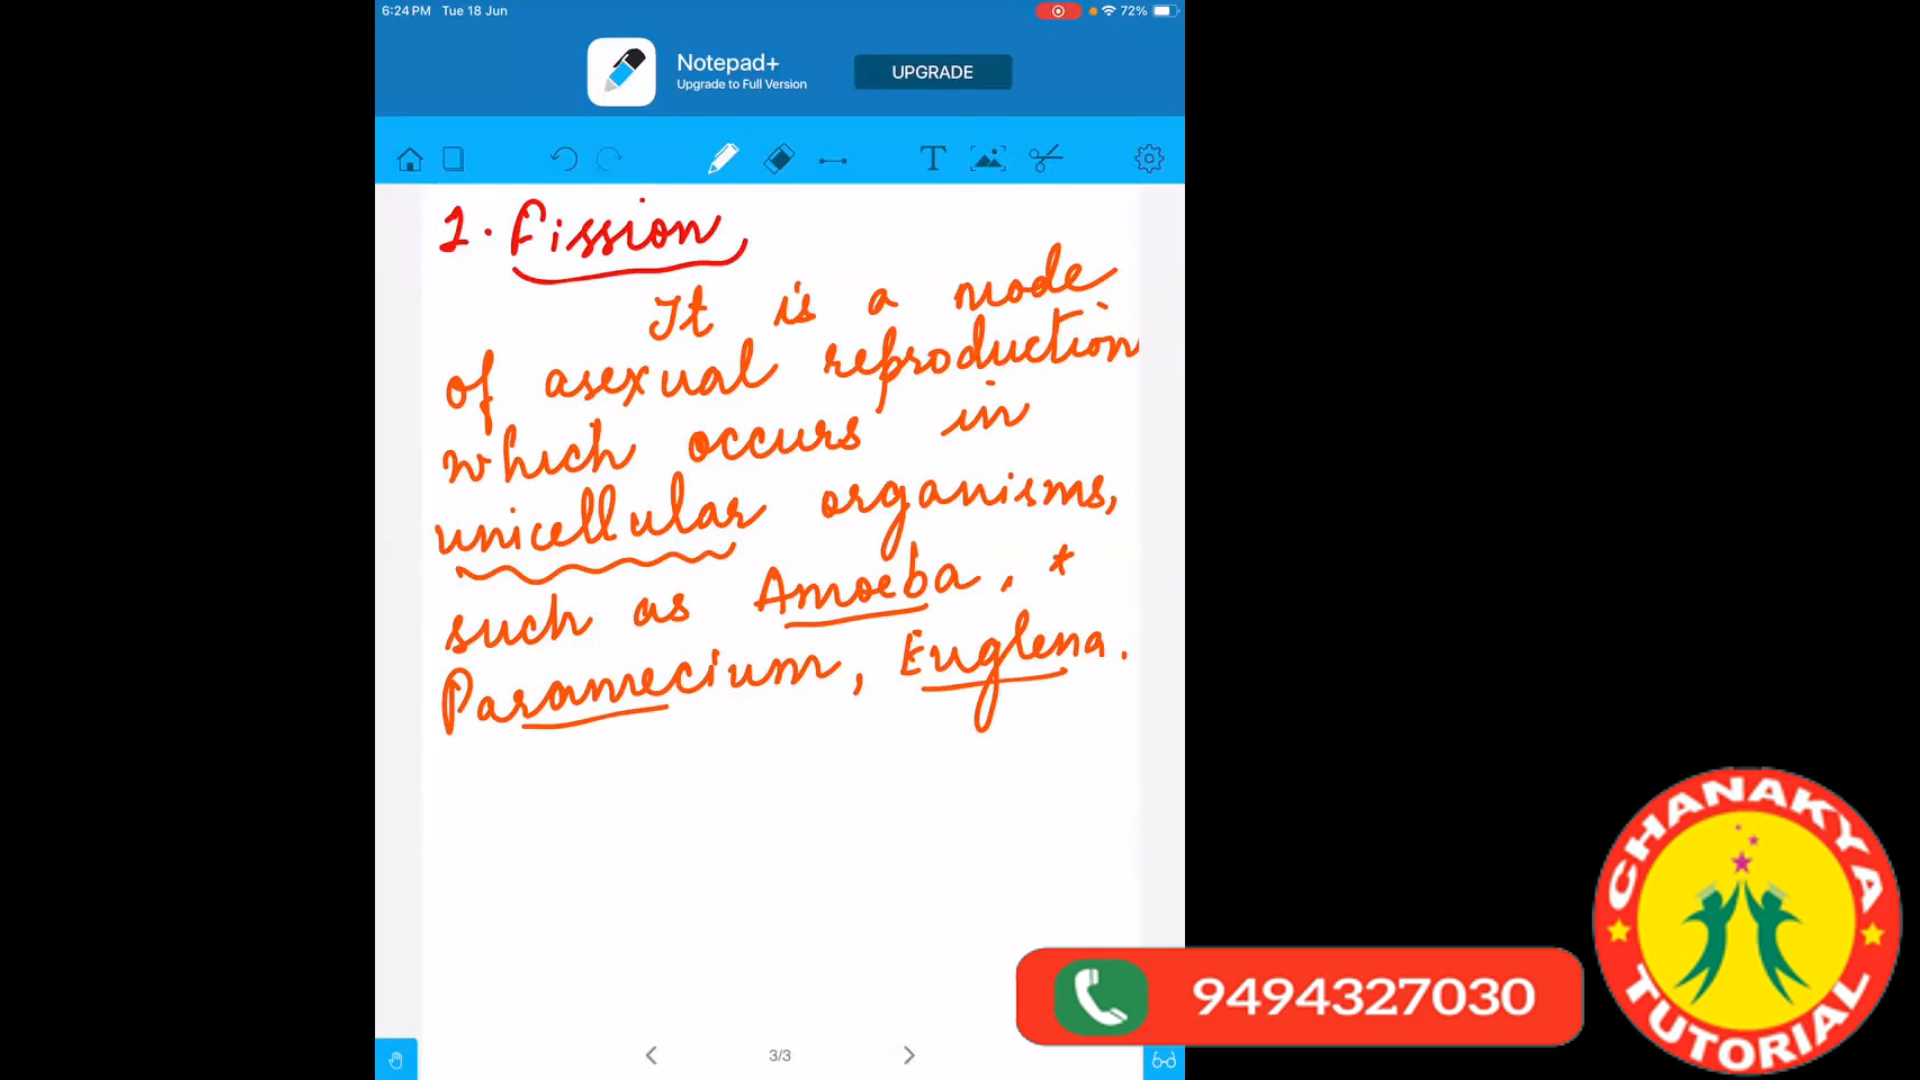 6:24 PM Tue 18 Jun
72%
Notepad+
Upgrade to Full Version
UPGRADE
T
1. Fission
It is a mode
of asexual reproduction
which occurs in
unicellular organisms,
such as Amoeba, *
Paramecium, Euglena.
3/3
9494327030
CHANAKYA
TUTORIAL